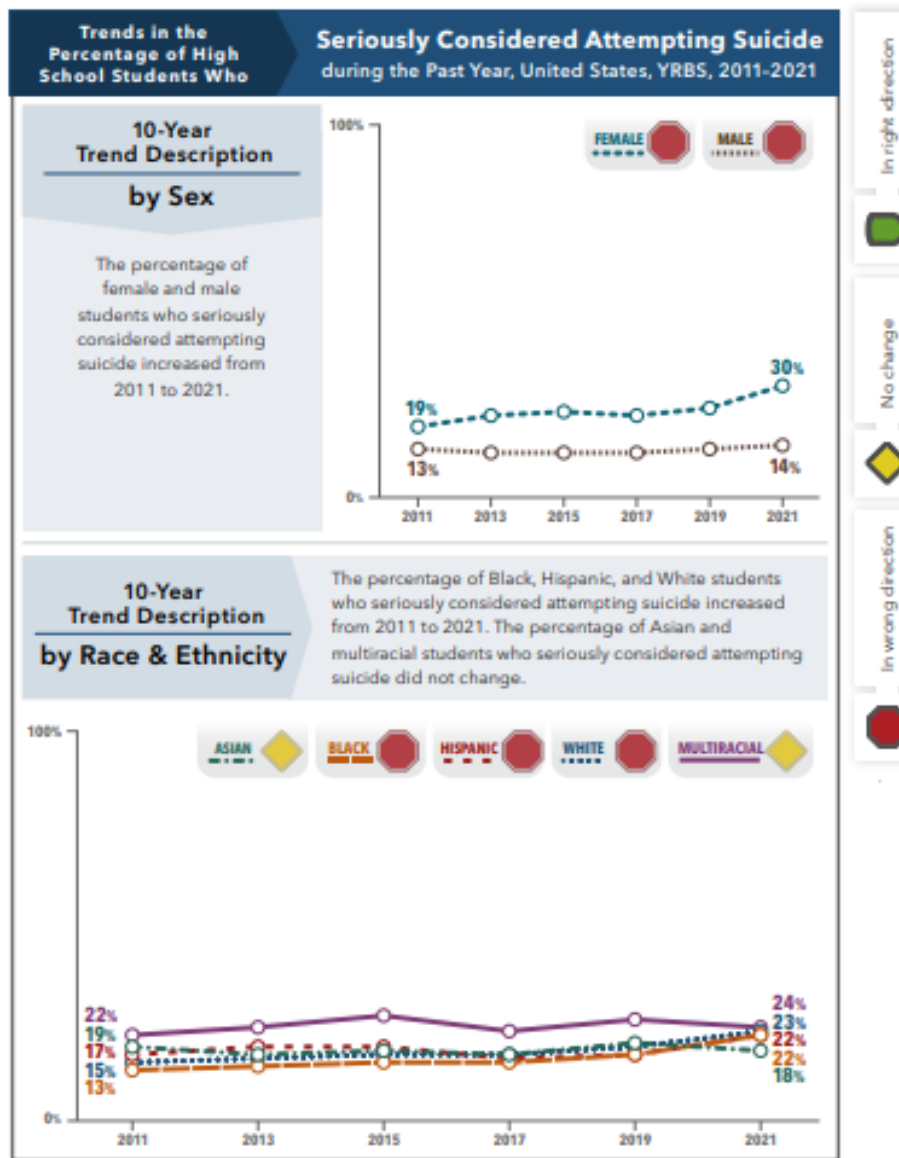 Trends in the
Percentage of High
School Students Who
Seriously Considered Attempting Suicide
during the Past Year, United States, YRBS, 2011-2021
10-Year
Trend Description
by Sex
The percentage of
female and male
students who seriously
considered attempting
suicide increased from
2011 to 2021.
100%
FEMALE
MALE
30%
19%
13%
14%
0%
2011 2013 2015 2017 2019 2021
10-Year
Trend Description
by Race & Ethnicity
The percentage of Black, Hispanic, and White students
who seriously considered attempting suicide increased
from 2011 to 2021. The percentage of Asian and
multiracial students who seriously considered attempting
suicide did not change.
100%
ASIAN BLACK HISPANIC WHITE MULTIRACIAL
22%
19%
17%
15%
13%
24%
23%
22%
22%
18%
0%
2011 2013 2015 2017 2019 2021
In right direction
No change
In wrong direction